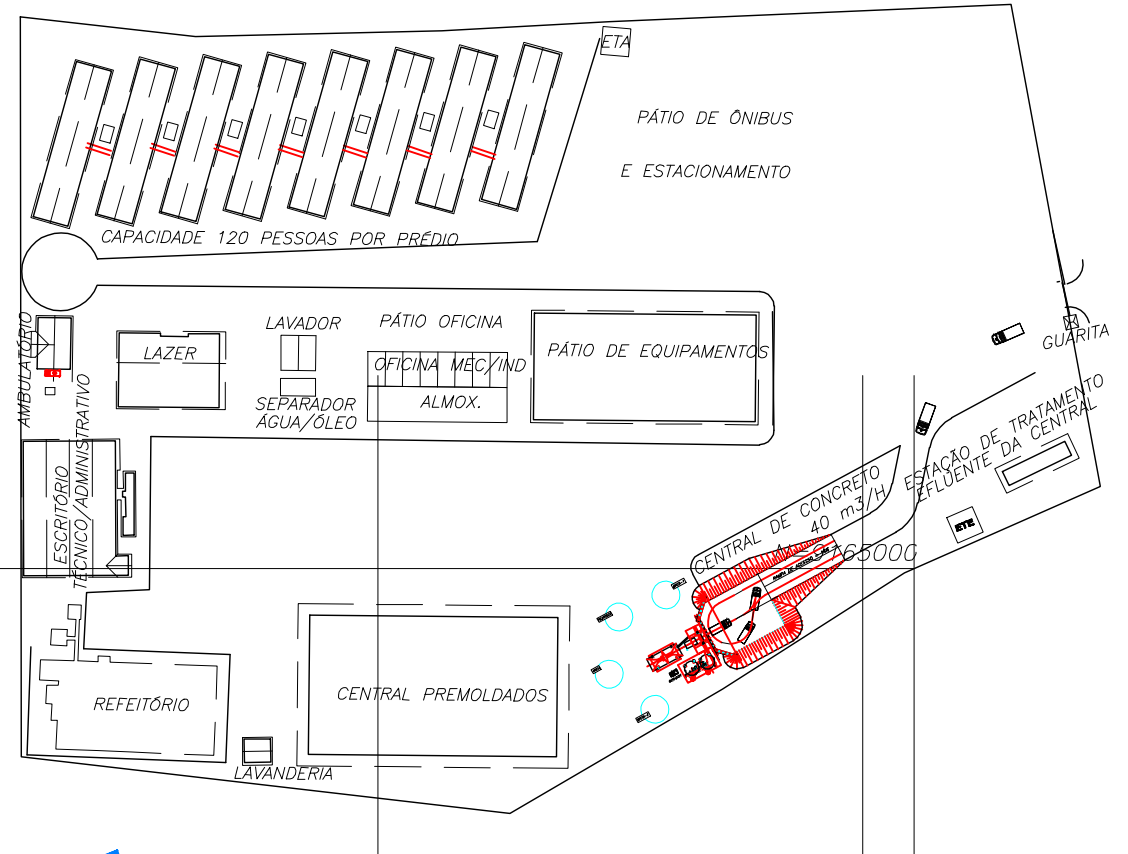 ETA
PÁTIO DE ÔNIBUS
E ESTACIONAMENTO
CAPACIDADE 120 PESSOAS POR PRÉDIO
AMBULATÓRIO
LAZER
LAVADOR
SEPARADOR
ÁGUA/ÓLEO
PÁTIO OFICINA
OFICINA MEC/IND
ALMOX.
PÁTIO DE EQUIPAMENTOS
GUARITA
ESTAÇÃO DE TRATAMENTO
EFLUENTE DA CENTRAL
ETE
ESCRITÓRIO
TÉCNICO/ADMINISTRATIVO
CENTRAL DE CONCRETO
40 m3/H
REFEITÓRIO
CENTRAL PREMOLDADOS
LAVANDERIA